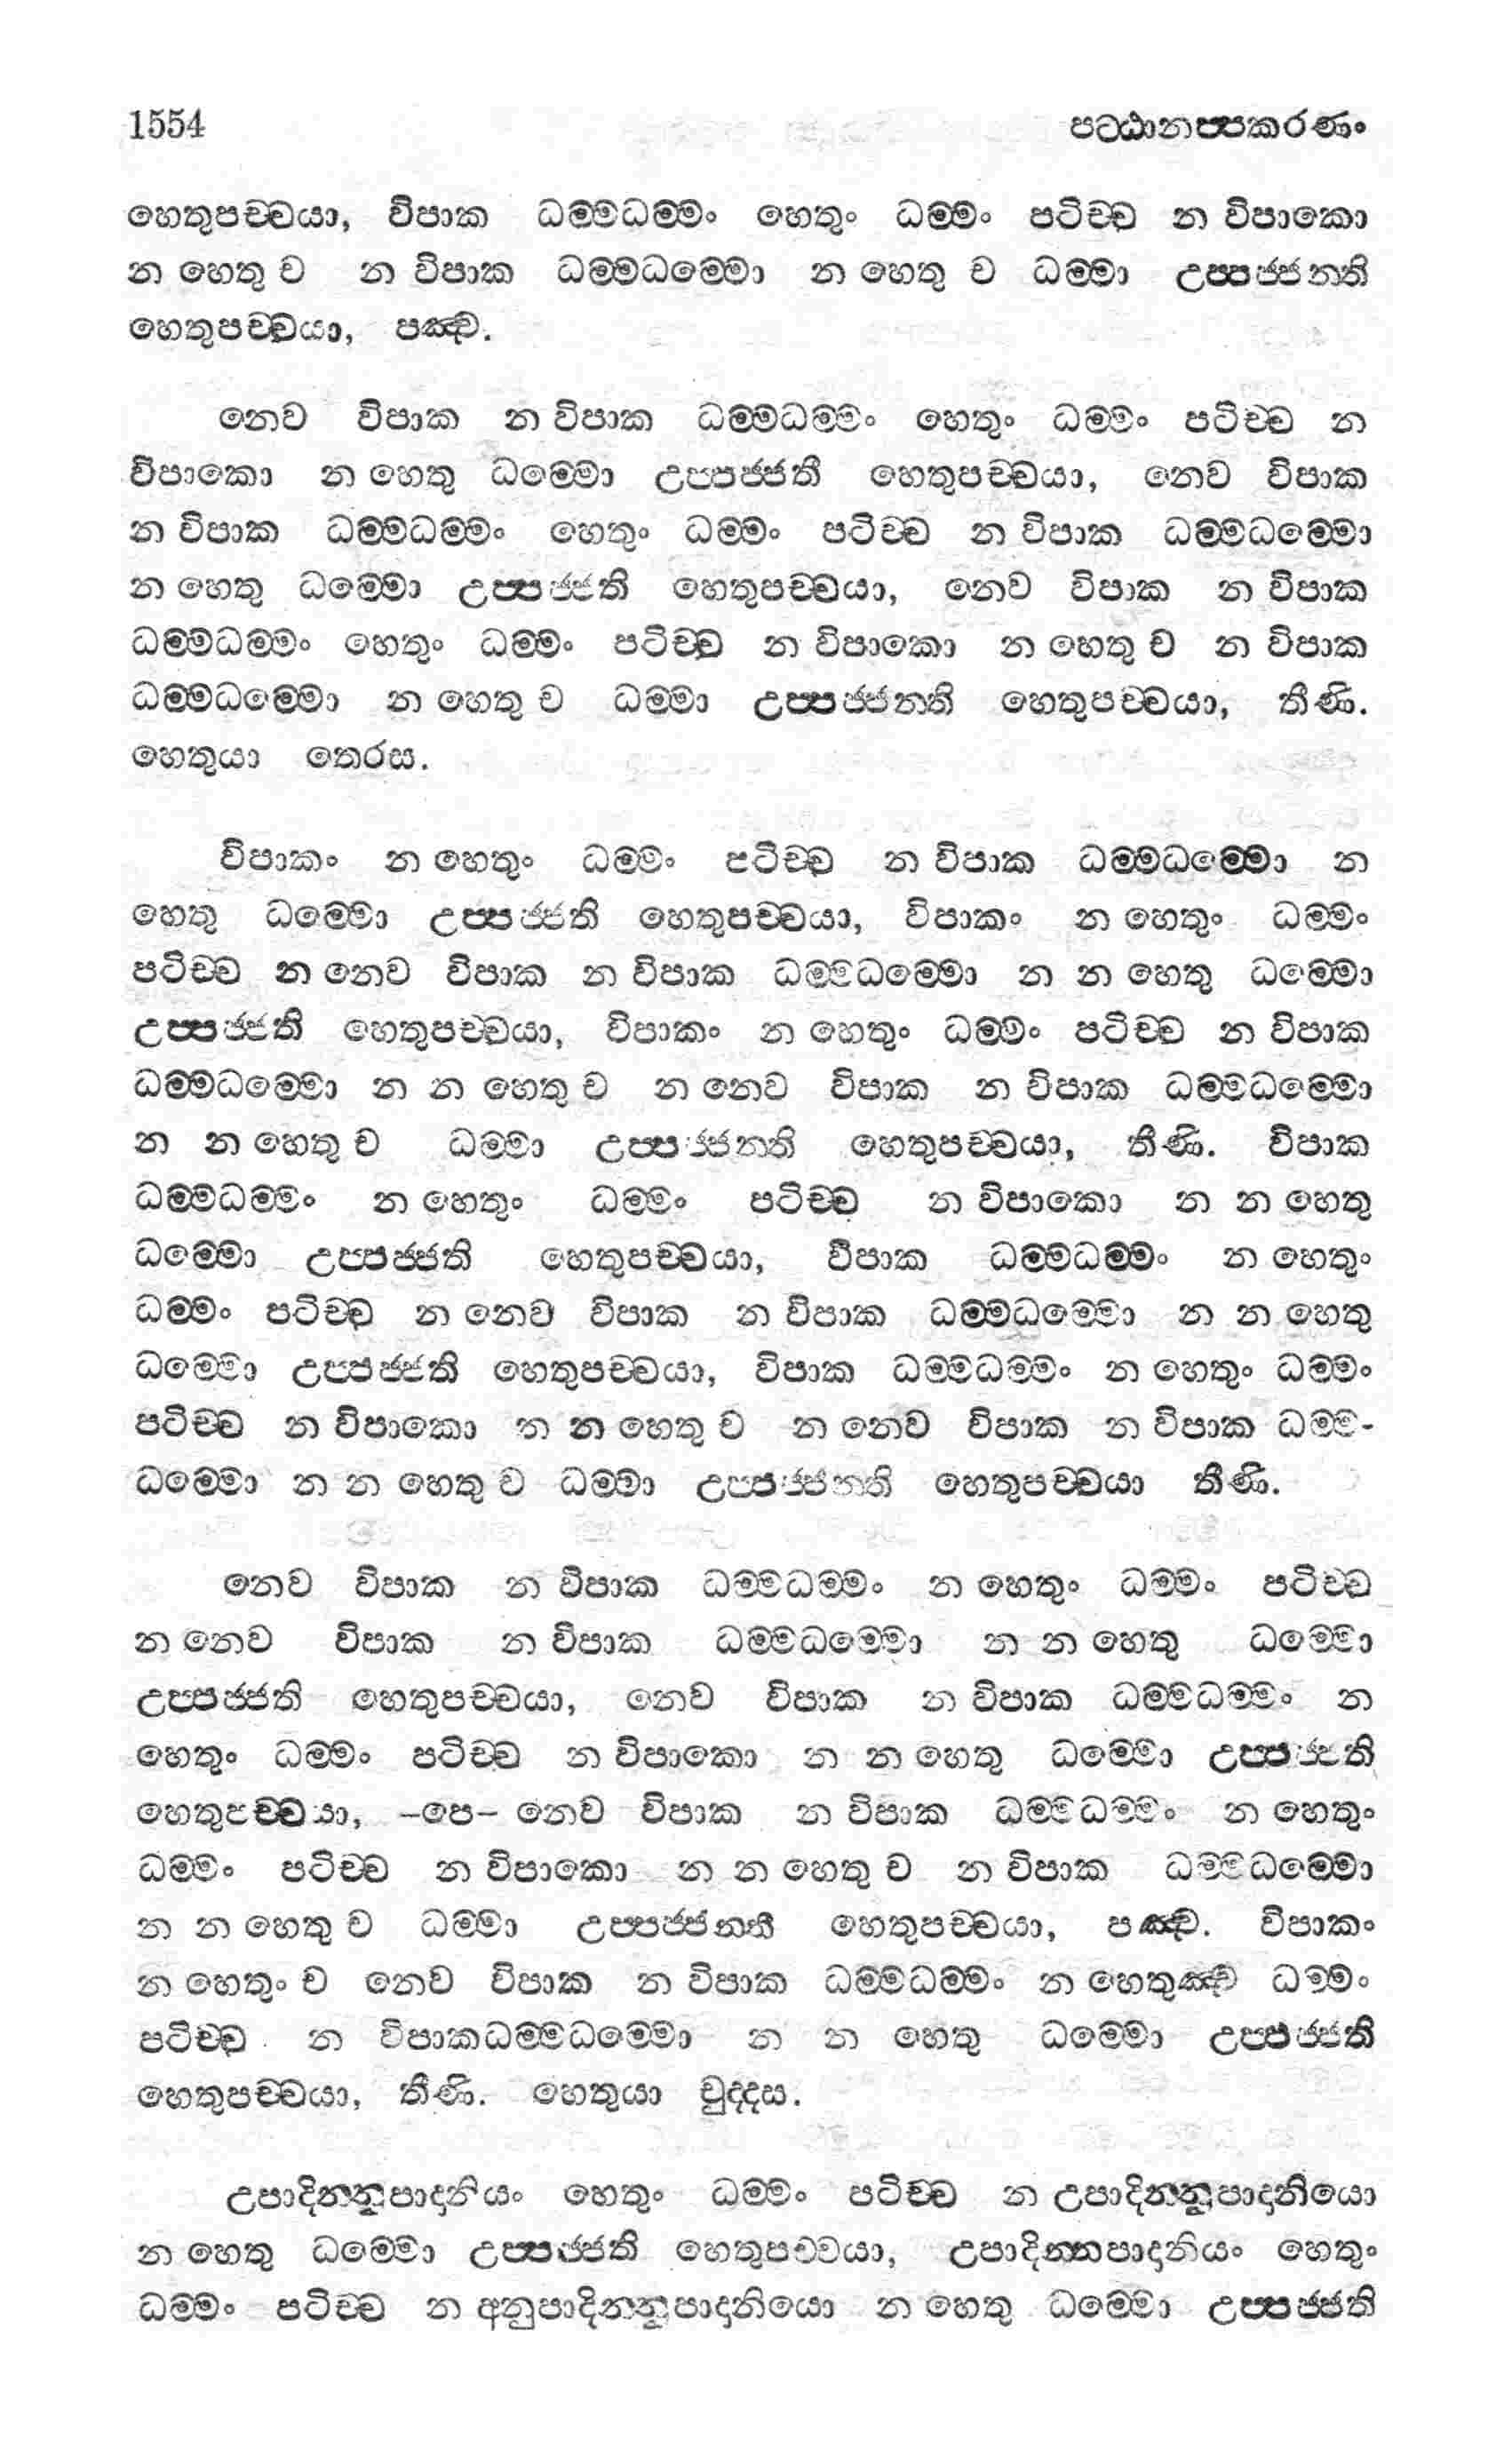 1554 පට්ඨානප්පකරණං
හෙතුපච්චයා, විපාක ධම්මධම්මං හෙතුං ධම්මං පටිච්ච න විපාකො
න හෙතු ච න විපාක ධම්මධම්මො න හෙතු ච ධම්මා උප්පජ්ජන්ති
හෙතුපච්චයා, පඤ්ච.
නෙව විපාක න විපාක ධම්මධම්මං හෙතුං ධම්මං පටිච්ච න
විපාකො න හෙතු ධම්මො උප්පජ්ජතී හෙතුපච්චයා, නෙව විපාක
න විපාක ධම්මධම්මං හෙතුං ධම්මං පටිච්ච න විපාක ධම්මධම්මො
න හෙතු ධම්මො උප්පජ්ජති හෙතුපච්චයා, නෙව විපාක න විපාක
ධම්මධම්මං හෙතුං ධම්මං පටිච්ච න විපාකො න හෙතු ච න විපාක
ධම්මධම්මො න හෙතු ච ධම්මා උප්පජ්ජන්ති හෙතුපච්චයා, තීණි.
හෙතුයා තෙරස.
විපාකං න හෙතුං ධම්මං පටිච්ච න විපාක ධම්මධම්මො න
හෙතු ධම්මො උප්පජ්ජති හෙතුපච්චයා, විපාකං න හෙතුං ධම්මං
පටිච්ච න නෙව විපාක න විපාක ධම්මධම්මො න න හෙතු ධම්මො
උප්පජ්ජති හෙතුපච්චයා, විපාකං න හෙතුං ධම්මං පටිච්ච න විපාක
ධම්මධම්මො න න හෙතු ච න නෙව විපාක න විපාක ධම්මධම්මො
න න හෙතු ච ධම්මා උප්පජ්ජන්ති හෙතුපච්චයා, තීණි. විපාක
ධම්මධම්මං න හෙතුං ධම්මං පටිච්ච න විපාකො න න හෙතු
ධම්මො උප්පජ්ජති හෙතුපච්චයා, විපාක ධම්මධම්මං න හෙතුං
ධම්මං පටිච්ච න නෙව විපාක න විපාක ධම්මධම්මො න න හෙතු
ධම්මො උප්පජ්ජති හෙතුපච්චයා, විපාක ධම්මධම්මං න හෙතුං ධම්මං
පටිච්ච න විපාකො න න හෙතු ච න නෙව විපාක න විපාක ධම්ම-
ධම්මො න න හෙතු ච ධම්මා උප්පජ්ජන්ති හෙතුපච්චයා තීණි.
නෙව විපාක න විපාක ධම්මධම්මං න හෙතුං ධම්මං පටිච්ච
න නෙව විපාක න විපාක ධම්මධම්මො න න හෙතු ධම්මො
උප්පජ්ජති හෙතුපච්චයා, නෙව විපාක න විපාක ධම්මධම්මං න
හෙතුං ධම්මං පටිච්ච න විපාකො න න හෙතු ධම්මො උප්පජ්ජති
හෙතුපච්චයා, –පෙ– නෙව විපාක න විපාක ධම්මධම්මං න හෙතුං
ධම්මං පටිච්ච න විපාකො න න හෙතු ච න විපාක ධම්මධම්මො
න න හෙතු ච ධම්මා උප්පජ්ජන්තී හෙතුපච්චයා, පඤ්ච. විපාකං
න හෙතුං ච නෙව විපාක න විපාක ධම්මධම්මං න හෙතුඤ්ච ධම්මං
පටිච්ච න විපාකධම්මධම්මො න න හෙතු ධම්මො උප්පජ්ජති
හෙතුපච්චයා, තීණි. හෙතුයා චුද්දස.
උපාදින්නූපාදානියං හෙතුං ධම්මං පටිච්ච න උපාදින්නූපාදානියො
න හෙතු ධම්මො උප්පජ්ජති හෙතුපච්චයා, උපාදින්නපාදානියං හෙතුං
ධම්මං පටිච්ච න අනුපාදින්නූපාදානියො න හෙතු ධම්මො උප්පජ්ජති